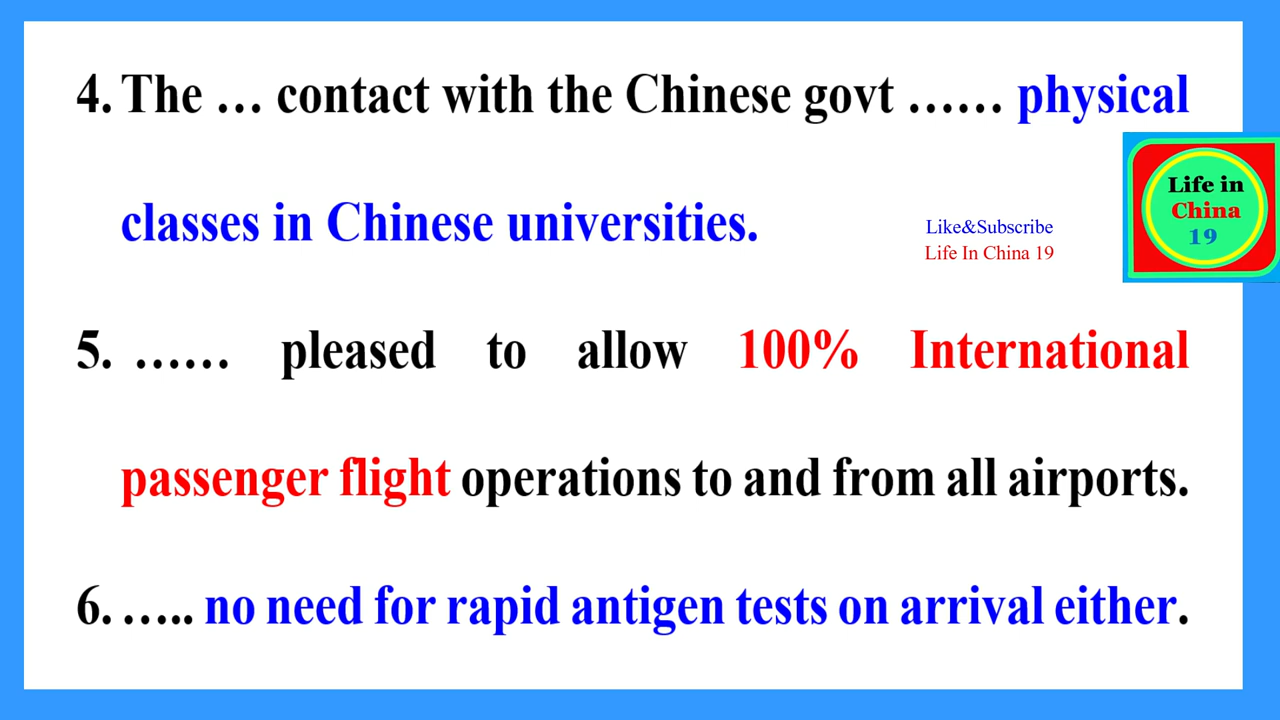 4. The … contact with the Chinese govt …… physical
classes in Chinese universities.
Life in
China
19
Like&Subscribe
Life In China 19
5. …… pleased to allow 100% International
passenger flight operations to and from all airports.
6. ….. no need for rapid antigen tests on arrival either.